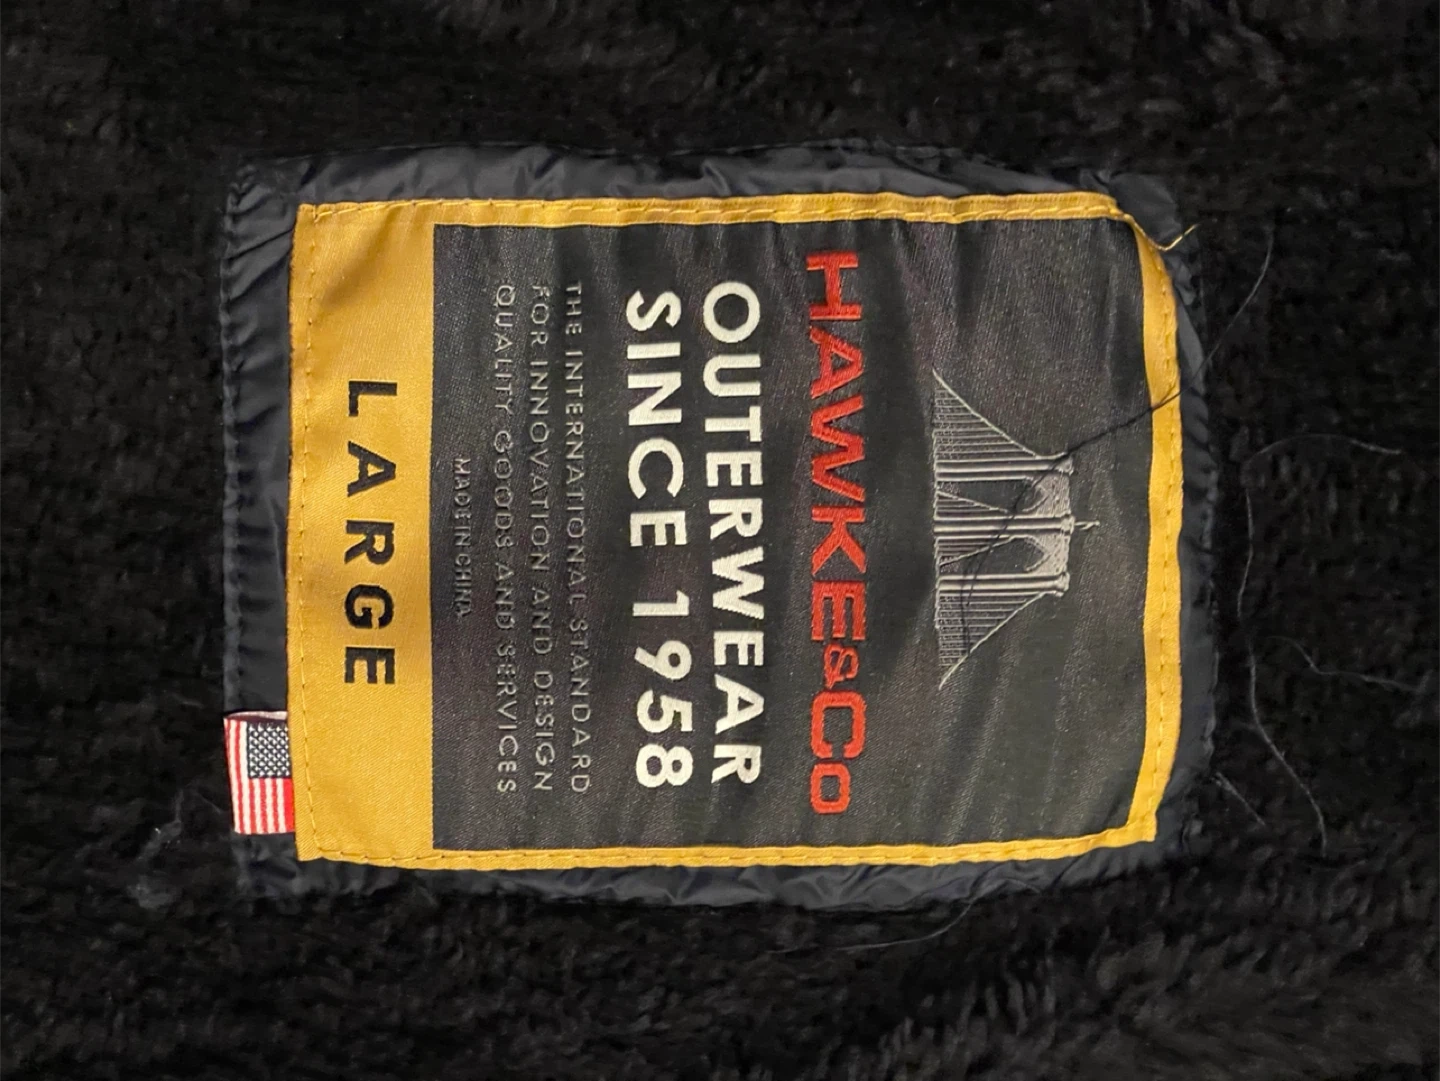 HAWKE&CO
OUTERWEAR
SINCE 1958
THE INTERNATIONAL STANDARD
FOR INNOVATION AND DESIGN
QUALITY GOODS AND SERVICES
MADE IN CHINA
LARGE